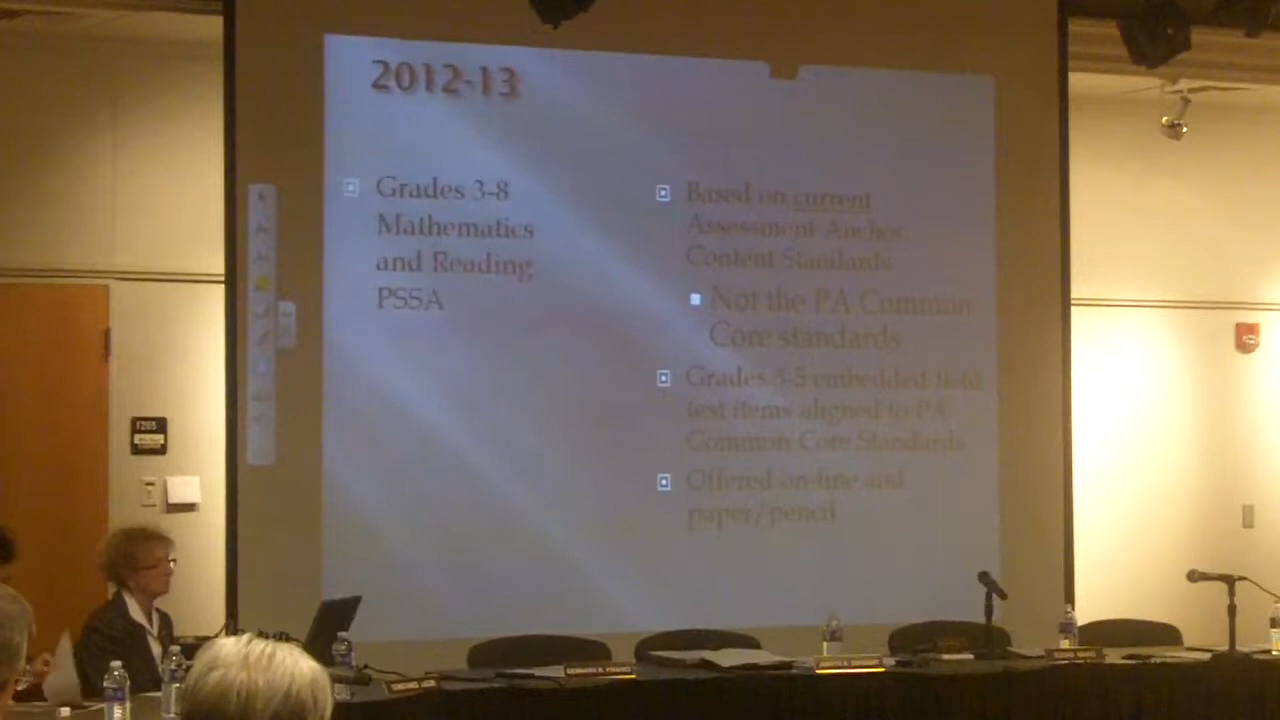 2012-13
Grades 3-8
Mathematics
and Reading
PSSA
Based on current
Assessment Anchor
Content Standards
Not the PA Common
Core standards
Grades 3-5 embedded field
test items aligned to PA
Common Core Standards
Offered on-line and
paper/pencil
F205